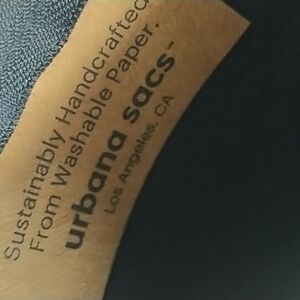 Sustainably Handcrafted
From Washable Paper.
urbana sacs™
Los Angeles, CA